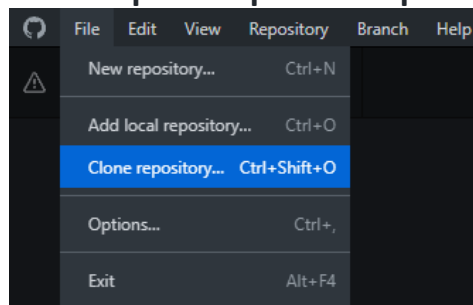 File Edit View Repository Branch Help
New repository... Ctrl+N
Add local repository... Ctrl+O
Clone repository... Ctrl+Shift+O
Options... Ctrl+,
Exit Alt+F4